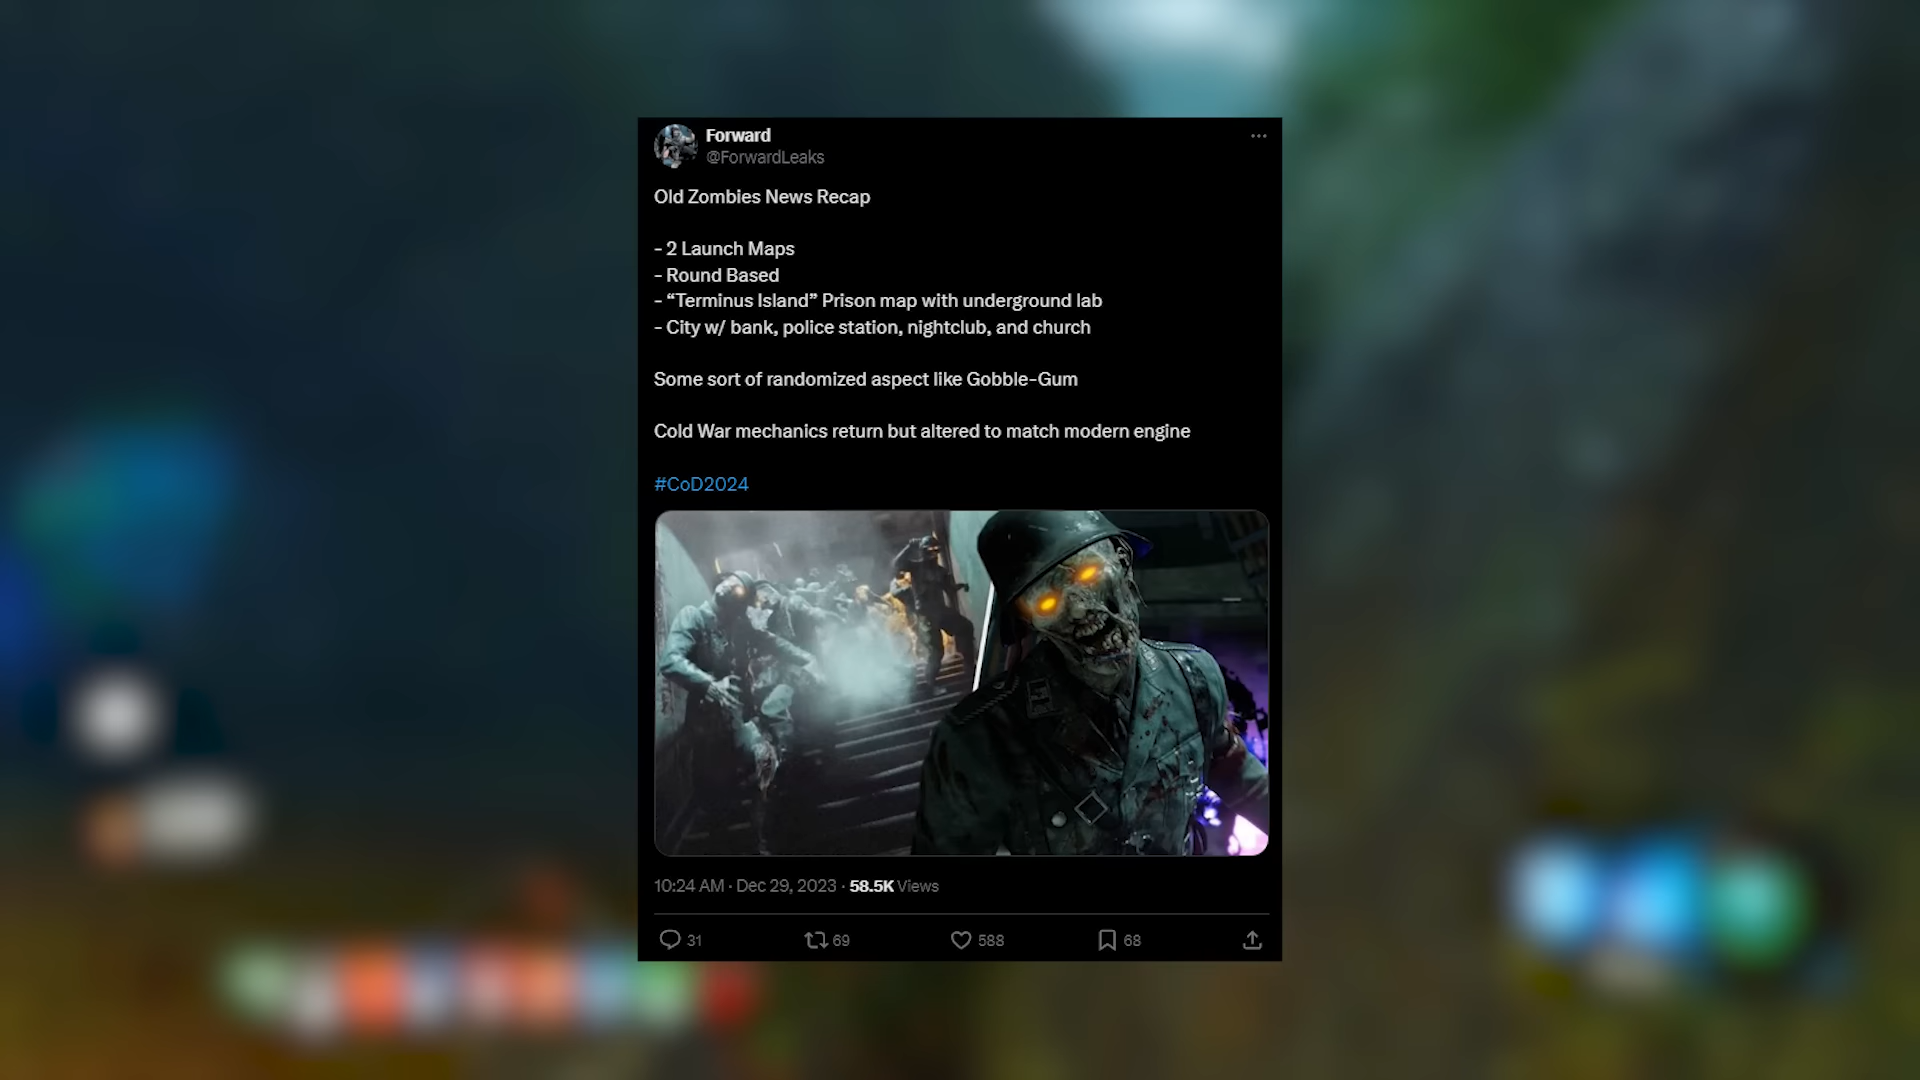 Forward
@ForwardLeaks
Old Zombies News Recap
- 2 Launch Maps
- Round Based
- “Terminus Island” Prison map with underground lab
- City w/ bank, police station, nightclub, and church
Some sort of randomized aspect like Gobble-Gum
Cold War mechanics return but altered to match modern engine
#CoD2024
10:24 AM · Dec 29, 2023 · 58.5K Views
31 69 588 68